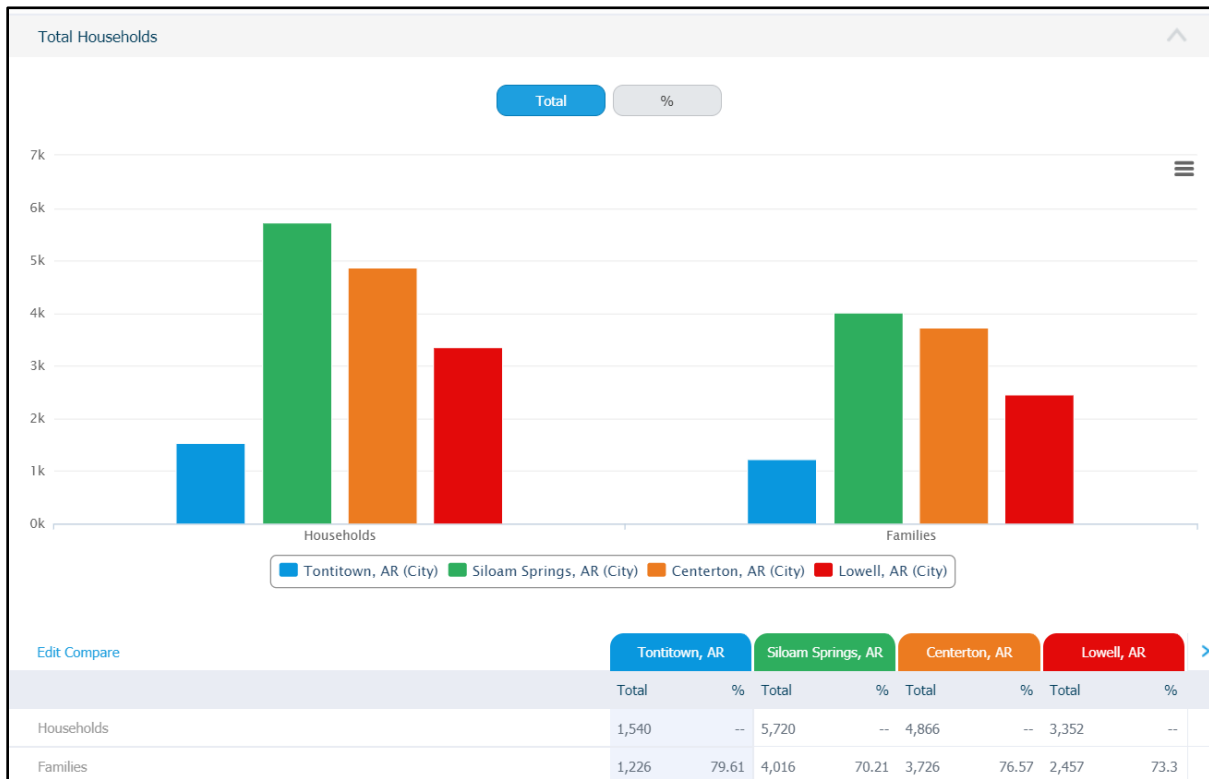 Total Households
Total %
7k
6k
5k
4k
3k
2k
1k
0k
Households Families
Tontitown, AR (City) Siloam Springs, AR (City) Centerton, AR (City) Lowell, AR (City)
Edit Compare Tontitown, AR Siloam Springs, AR Centerton, AR Lowell, AR
Total % Total % Total % Total %
Households 1,540 -- 5,720 -- 4,866 -- 3,352 --
Families 1,226 79.61 4,016 70.21 3,726 76.57 2,457 73.3